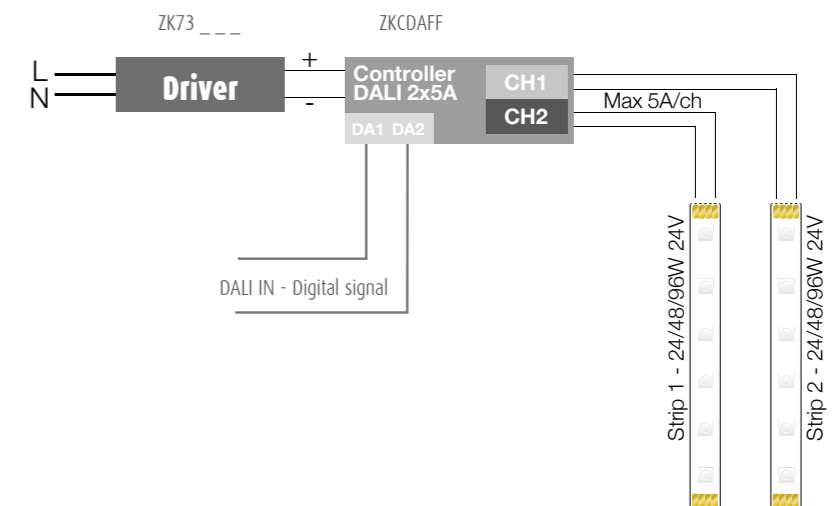 ZK73 _ _ _
ZKCDAFF
L
N
Driver
+
-
Controller
DALI 2x5A
CH1
CH2
DA1 DA2
Max 5A/ch
DALI IN - Digital signal
Strip 1 - 24/48/96W 24V
Strip 2 - 24/48/96W 24V